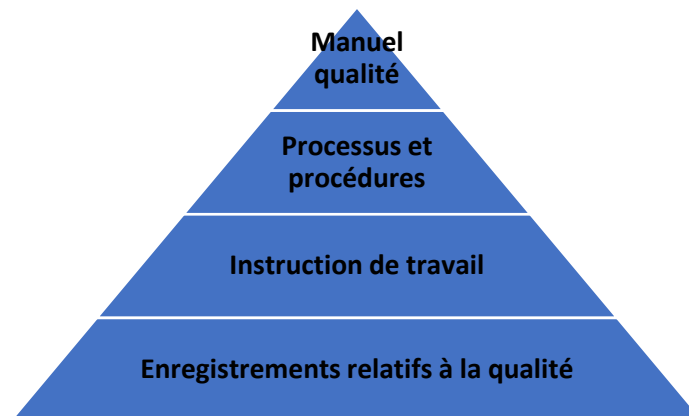 Manuel
qualité
Processus et
procédures
Instruction de travail
Enregistrements relatifs à la qualité